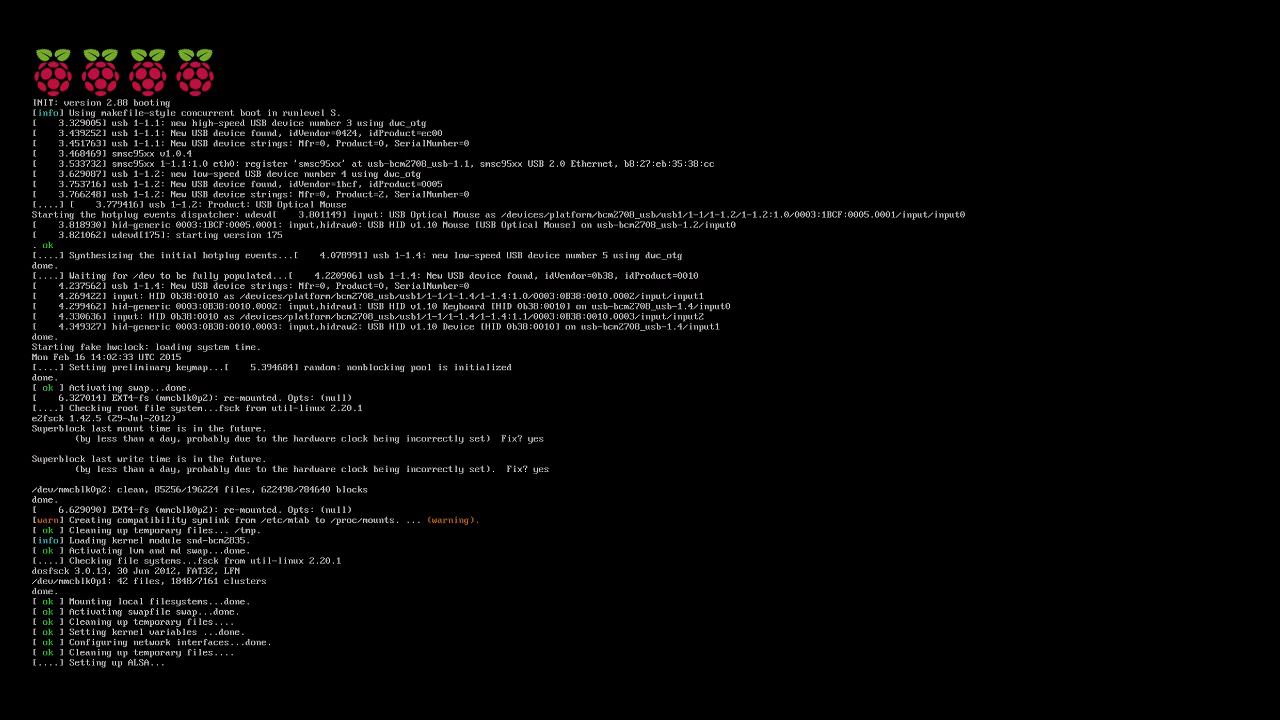 INIT: version 2.88 booting
[info] Using makefile-style concurrent boot in runlevel S.
[    3.329005] usb 1-1.1: new high-speed USB device number 3 using dwc_otg
[    3.439252] usb 1-1.1: New USB device found, idVendor=0424, idProduct=ec00
[    3.451763] usb 1-1.1: New USB device strings: Mfr=0, Product=0, SerialNumber=0
[    3.468469] smsc95xx v1.0.4
[    3.533732] smsc95xx 1-1.1:1.0 eth0: register 'smsc95xx' at usb-bcm2708_usb-1.1, smsc95xx USB 2.0 Ethernet, b8:27:eb:35:38:cc
[    3.629087] usb 1-1.2: new low-speed USB device number 4 using dwc_otg
[    3.753716] usb 1-1.2: New USB device found, idVendor=1bcf, idProduct=0005
[    3.766248] usb 1-1.2: New USB device strings: Mfr=0, Product=2, SerialNumber=0
[....] [    3.779416] usb 1-1.2: Product: USB Optical Mouse
Starting the hotplug events dispatcher: udevd[    3.801149] input: USB Optical Mouse as /devices/platform/bcm2708_usb/usb1/1-1/1-1.2/1-1.2:1.0/0003:1BCF:0005.0001/input/input0
[    3.818930] hid-generic 0003:1BCF:0005.0001: input,hidraw0: USB HID v1.10 Mouse [USB Optical Mouse] on usb-bcm2708_usb-1.2/input0
[    3.821062] udevd[175]: starting version 175
. ok
[....] Synthesizing the initial hotplug events...[    4.078991] usb 1-1.4: new low-speed USB device number 5 using dwc_otg
done.
[....] Waiting for /dev to be fully populated...[    4.220906] usb 1-1.4: New USB device found, idVendor=0b38, idProduct=0010
[    4.237562] usb 1-1.4: New USB device strings: Mfr=0, Product=0, SerialNumber=0
[    4.269422] input: HID 0b38:0010 as /devices/platform/bcm2708_usb/usb1/1-1/1-1.4/1-1.4:1.0/0003:0B38:0010.0002/input/input1
[    4.299462] hid-generic 0003:0B38:0010.0002: input,hidraw1: USB HID v1.10 Keyboard [HID 0b38:0010] on usb-bcm2708_usb-1.4/input0
[    4.330636] input: HID 0b38:0010 as /devices/platform/bcm2708_usb/usb1/1-1/1-1.4/1-1.4:1.1/0003:0B38:0010.0003/input/input2
[    4.349327] hid-generic 0003:0B38:0010.0003: input,hidraw2: USB HID v1.10 Device [HID 0b38:0010] on usb-bcm2708_usb-1.4/input1
done.
Starting fake hwclock: loading system time.
Mon Feb 16 14:02:33 UTC 2015
[....] Setting preliminary keymap...[    5.394684] random: nonblocking pool is initialized
done.
[ ok ] Activating swap...done.
[    6.327014] EXT4-fs (mmcblk0p2): re-mounted. Opts: (null)
[....] Checking root file system...fsck from util-linux 2.20.1
e2fsck 1.42.5 (29-Jul-2012)
Superblock last mount time is in the future.
(by less than a day, probably due to the hardware clock being incorrectly set)  Fix? yes
Superblock last write time is in the future.
(by less than a day, probably due to the hardware clock being incorrectly set).  Fix? yes
/dev/mmcblk0p2: clean, 85256/196224 files, 622498/784640 blocks
done.
[    6.629090] EXT4-fs (mmcblk0p2): re-mounted. Opts: (null)
[warn] Creating compatibility symlink from /etc/mtab to /proc/mounts. ... (warning).
[ ok ] Cleaning up temporary files... /tmp.
[info] Loading kernel module snd-bcm2835.
[ ok ] Activating lvm and md swap...done.
[....] Checking file systems...fsck from util-linux 2.20.1
dosfsck 3.0.13, 30 Jun 2012, FAT32, LFN
/dev/mmcblk0p1: 42 files, 1848/7161 clusters
done.
[ ok ] Mounting local filesystems...done.
[ ok ] Activating swapfile swap...done.
[ ok ] Cleaning up temporary files....
[ ok ] Setting kernel variables ...done.
[ ok ] Configuring network interfaces...done.
[ ok ] Cleaning up temporary files....
[....] Setting up ALSA...